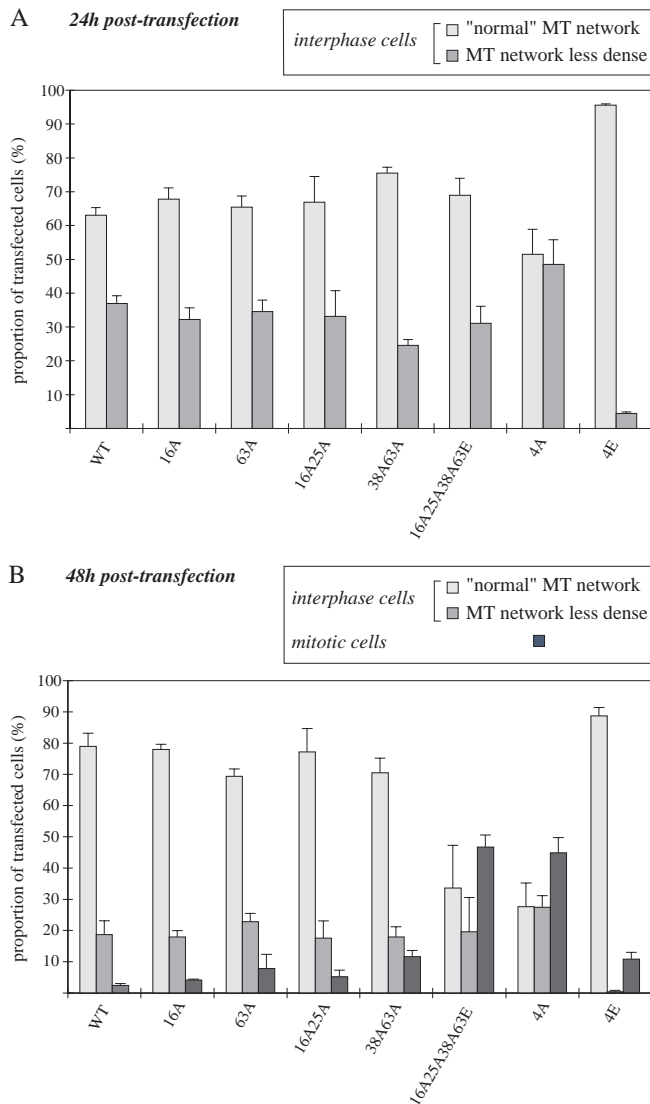 A
24h post-transfection
interphase cells
"normal" MT network
MT network less dense
proportion of transfected cells (%)
100
90
80
70
60
50
40
30
20
10
WT
16A
63A
16A25A
38A63A
16A25A38A63E
4A
4E
B
48h post-transfection
interphase cells
"normal" MT network
MT network less dense
mitotic cells
proportion of transfected cells (%)
100
90
80
70
60
50
40
30
20
10
WT
16A
63A
16A25A
38A63A
16A25A38A63E
4A
4E